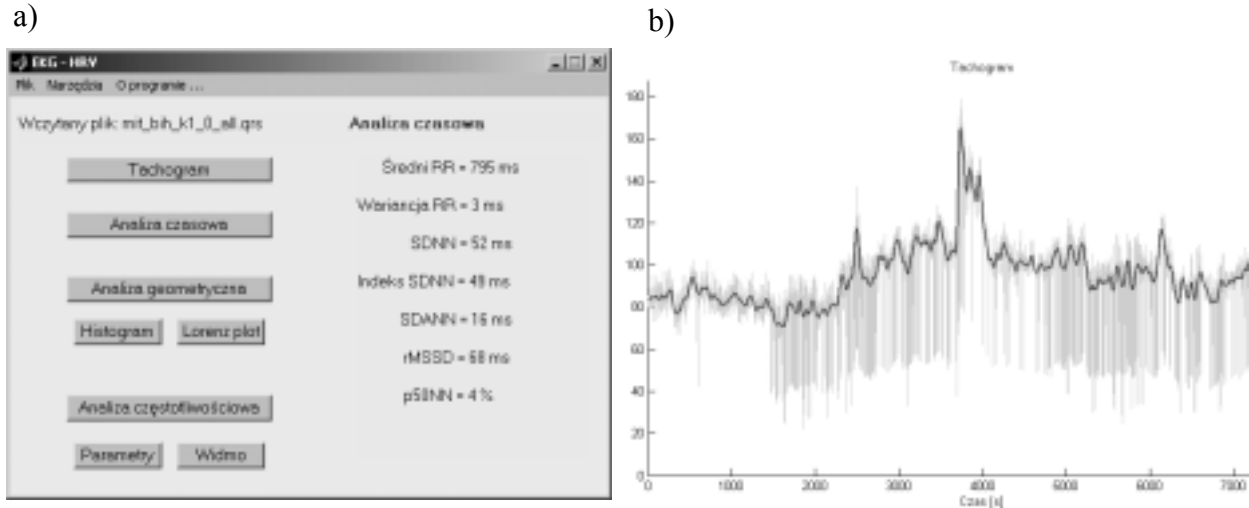 a)
EKG - HRV
Plik Narzędzia O programie ...
Wczytany plik: mit_bih_k1_0_all.qrs
Tachogram
Analiza czasowa
Analiza geometryczna
Histogram Lorenz plot
Analiza częstotliwościowa
Parametry Widmo
Analiza czasowa
Średni RR = 795 ms
Wariancja RR = 3 ms
SDNN = 52 ms
Indeks SDNN = 49 ms
SDANN = 16 ms
rMSSD = 68 ms
p50NN = 4 %
b)
Tachogram
180
160
140
120
100
80
60
40
20
0
0 1000 2000 3000 4000 5000 6000 7000
Czas [s]